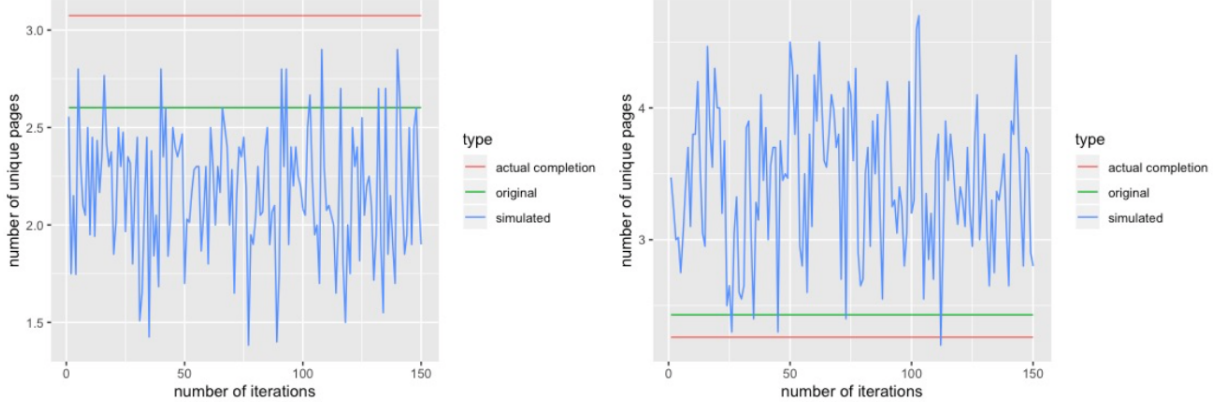 3.0
2.5
2.0
1.5
0
50
100
150
number of iterations
number of unique pages
type
actual completion
original
simulated
4
3
0
50
100
150
number of iterations
number of unique pages
type
actual completion
original
simulated